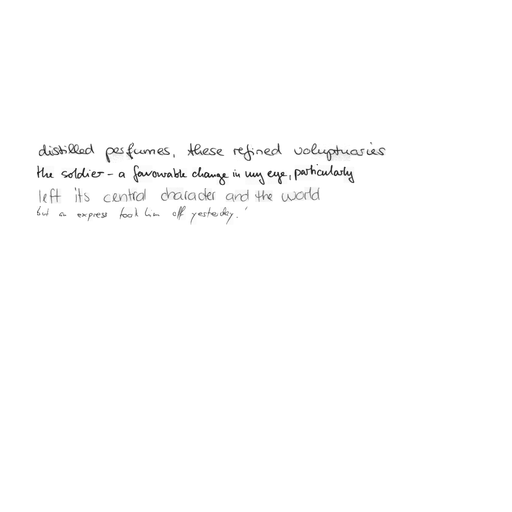 distilled perfumes, these refined voluptuaries
the soldier - a favourable change in my eye, particularly
left its central character and the world
but an express took him off yesterday.'